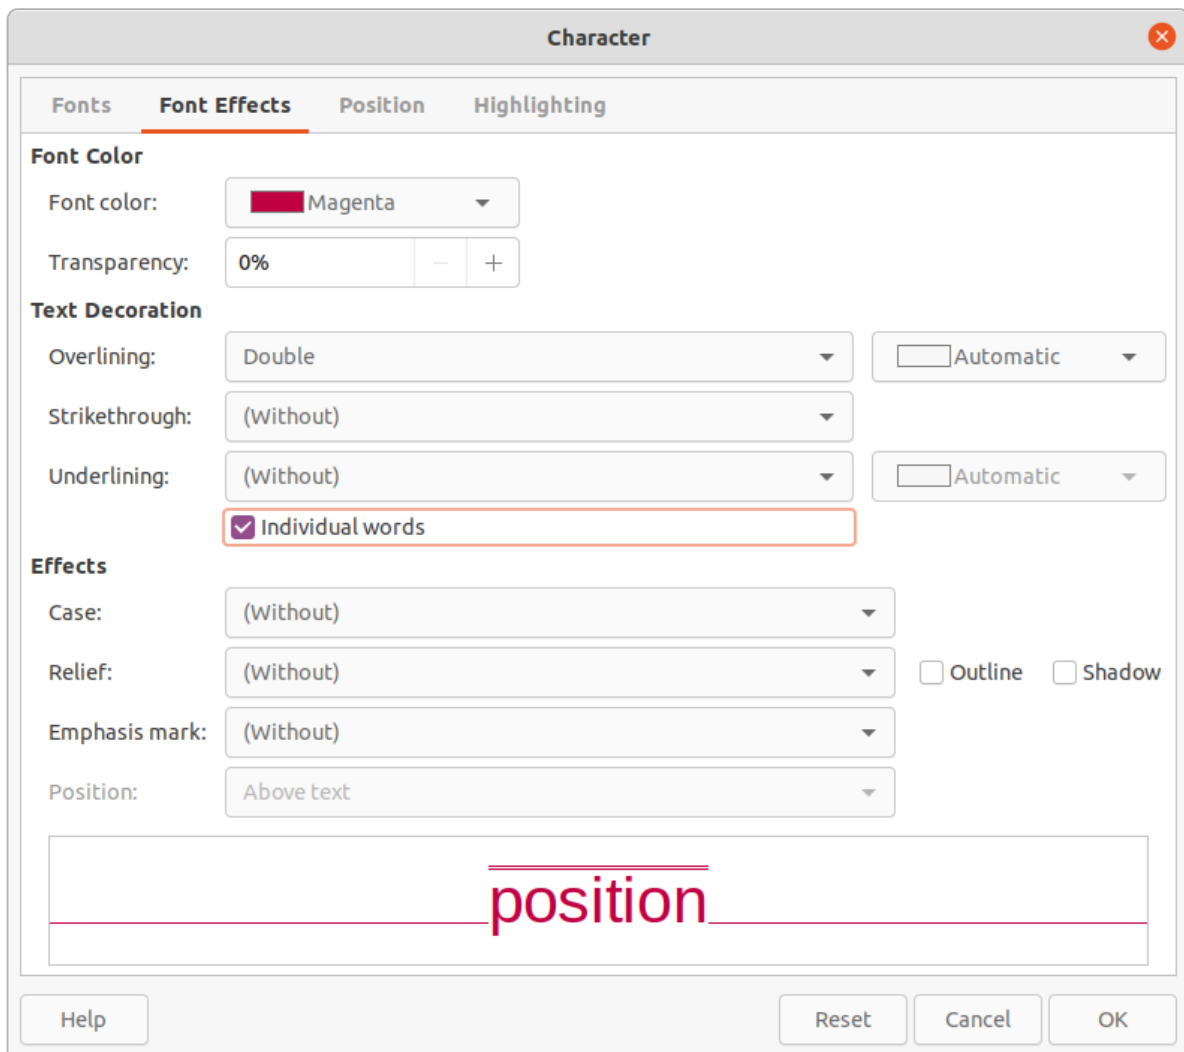 Character
Fonts Font Effects Position Highlighting
Font Color
Font color: Magenta
Transparency: 0%
Text Decoration
Overlining: Double Automatic
Strikethrough: (Without)
Underlining: (Without) Automatic
Individual words
Effects
Case: (Without)
Relief: (Without) Outline Shadow
Emphasis mark: (Without)
Position: Above text
position
Help Reset Cancel OK